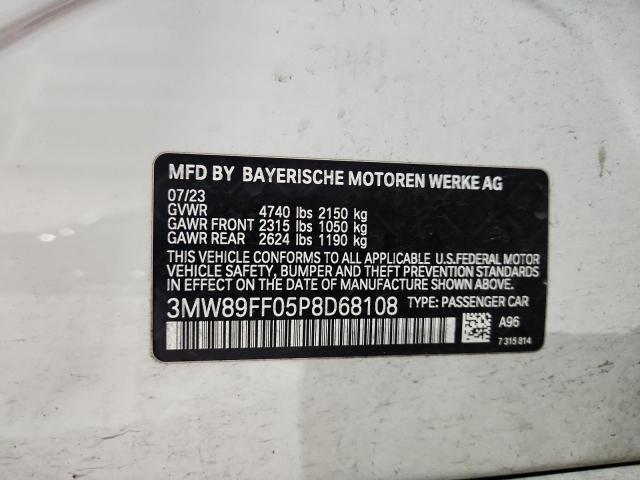 MFD BY BAYERISCHE MOTOREN WERKE AG
07/23
GVWR 4740 lbs 2150 kg
GAWR FRONT 2315 lbs 1050 kg
GAWR REAR 2624 lbs 1190 kg
THIS VEHICLE CONFORMS TO ALL APPLICABLE U.S.FEDERAL MOTOR
VEHICLE SAFETY, BUMPER AND THEFT PREVENTION STANDARDS
IN EFFECT ON THE DATE OF MANUFACTURE SHOWN ABOVE.
3MW89FF05P8D68108 TYPE: PASSENGER CAR
A96
7 315 814